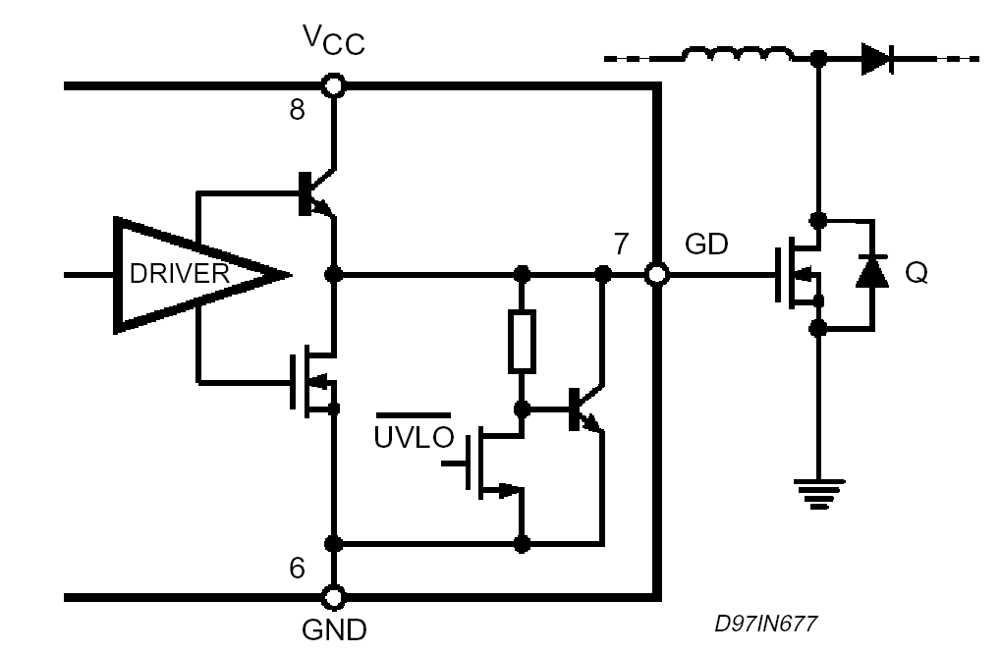 VCC
8
7
GD
DRIVER
Q
UVLO
6
GND
D97IN677